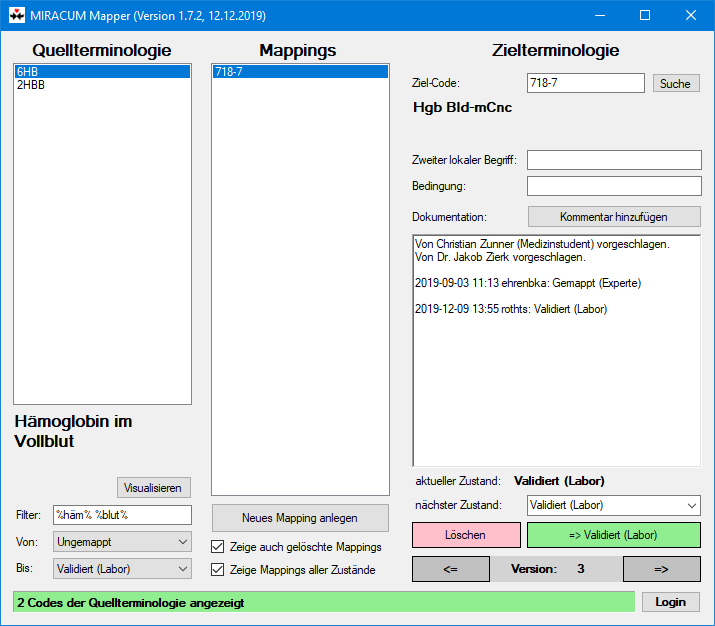 MIRACUM Mapper (Version 1.7.2, 12.12.2019)
Quellterminologie
6HB
2HBB
Hämoglobin im
Vollblut
Visualisieren
Filter: %häm% %blut%
Von: Ungemappt
Bis: Validiert (Labor)
Mappings
718-7
Neues Mapping anlegen
Zeige auch gelöschte Mappings
Zeige Mappings aller Zustände
Zielterminologie
Ziel-Code: 718-7 Suche
Hgb Bld-mCnc
Zweiter lokaler Begriff:
Bedingung:
Dokumentation: Kommentar hinzufügen
Von Christian Zunner (Medizinstudent) vorgeschlagen.
Von Dr. Jakob Zierk vorgeschlagen.
2019-09-03 11:13 ehrenbka: Gemappt (Experte)
2019-12-09 13:55 rothts: Validiert (Labor)
aktueller Zustand: Validiert (Labor)
nächster Zustand: Validiert (Labor)
Löschen => Validiert (Labor)
<= Version: 3 =>
2 Codes der Quellterminologie angezeigt
Login